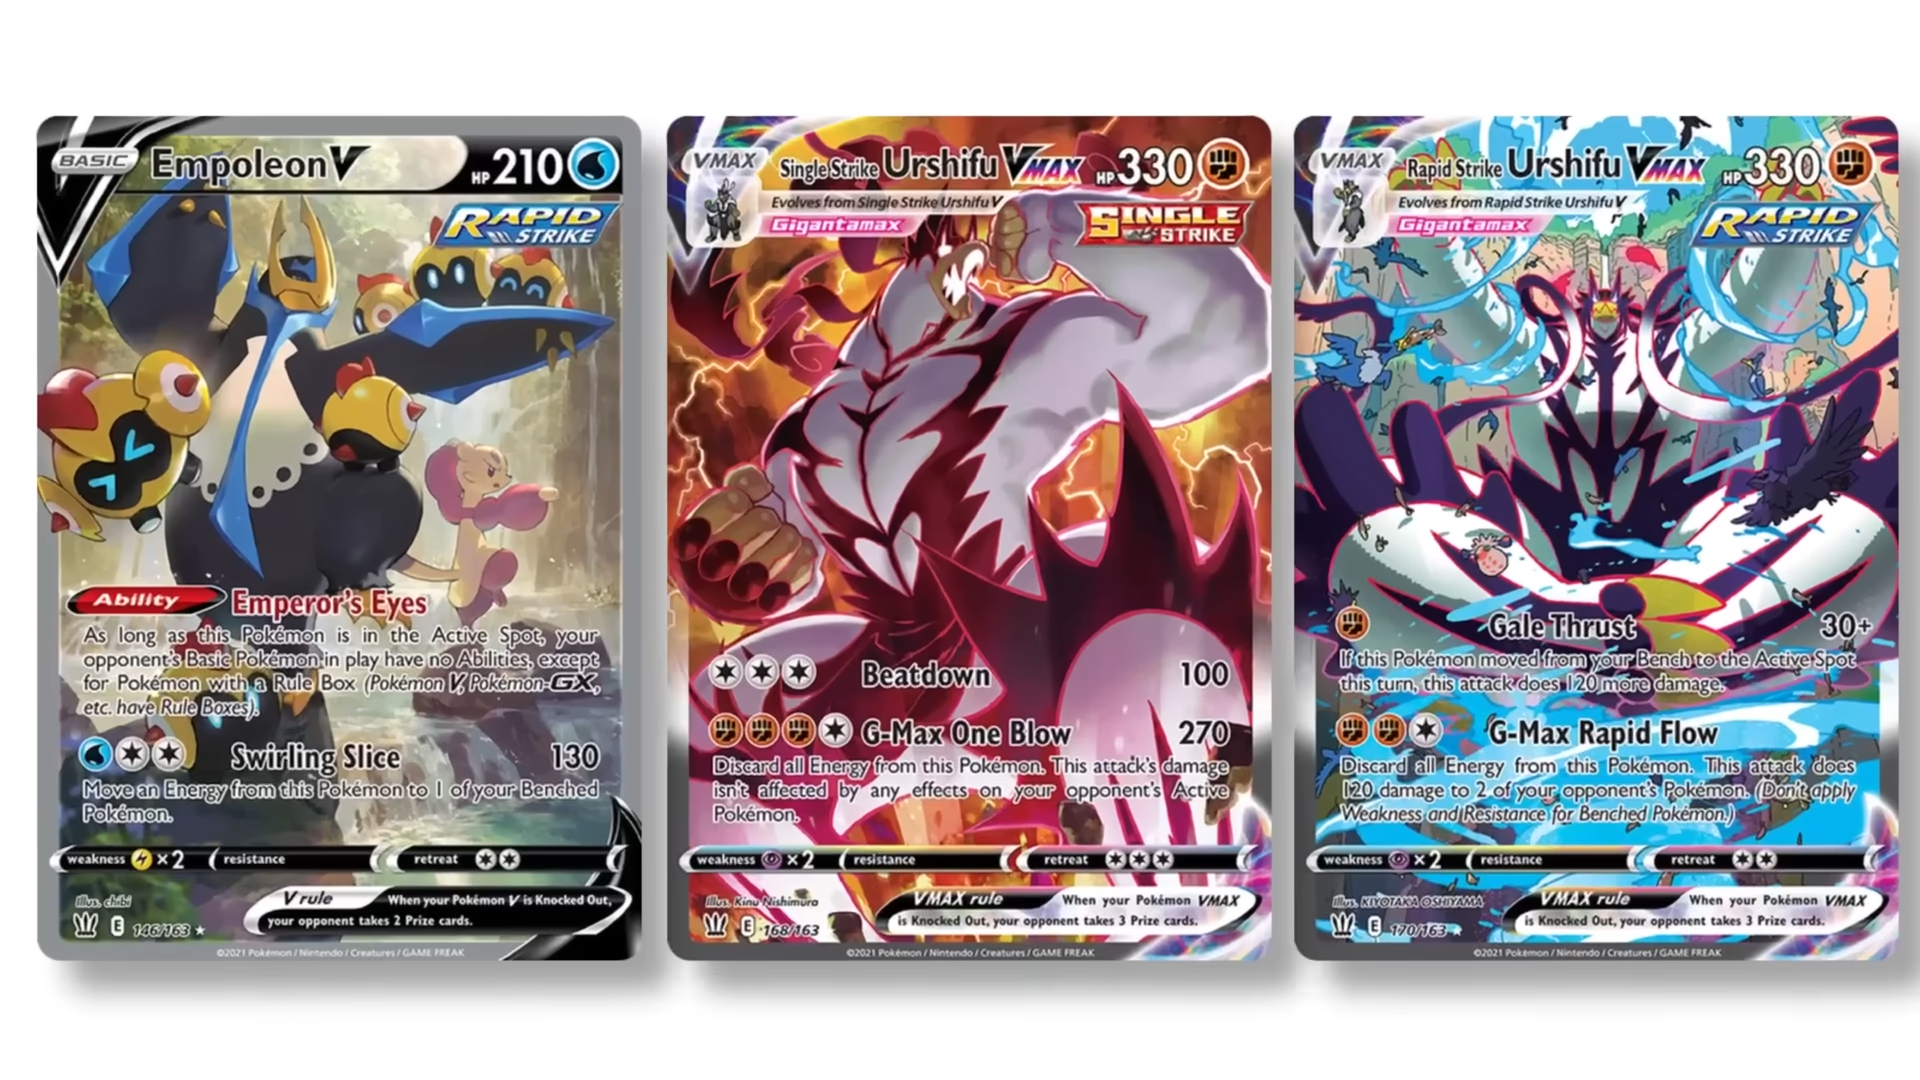 BASIC Empoleon V HP 210
RAPID STRIKE
Ability Emperor's Eyes
As long as this Pokémon is in the Active Spot, your
opponent's Basic Pokémon in play have no Abilities, except
for Pokémon with a Rule Box (Pokémon V, Pokémon-GX,
etc. have Rule Boxes).
Swirling Slice 130
Move an Energy from this Pokémon to 1 of your Benched
Pokémon.
weakness ×2 resistance retreat
Illus. chibi
V rule When your Pokémon V is Knocked Out,
your opponent takes 2 Prize cards.
E 146/163 ★
©2021 Pokémon / Nintendo / Creatures / GAME FREAK
VMAX Single Strike Urshifu VMAX HP 330
Evolves from Single Strike Urshifu V
Gigantamax
SINGLE STRIKE
Beatdown 100
G-Max One Blow 270
Discard all Energy from this Pokémon. This attack's damage
isn't affected by any effects on your opponent's Active
Pokémon.
weakness ×2 resistance retreat
Illus. Kinu Nishimura
VMAX rule When your Pokémon VMAX
is Knocked Out, your opponent takes 3 Prize cards.
E 168/163
©2021 Pokémon / Nintendo / Creatures / GAME FREAK
VMAX Rapid Strike Urshifu VMAX HP 330
Evolves from Rapid Strike Urshifu V
Gigantamax
RAPID STRIKE
Gale Thrust 30+
If this Pokémon moved from your Bench to the Active Spot
this turn, this attack does 120 more damage.
G-Max Rapid Flow
Discard all Energy from this Pokémon. This attack does
120 damage to 2 of your opponent's Pokémon. (Don't apply
Weakness and Resistance for Benched Pokémon.)
weakness ×2 resistance retreat
Illus. KIYOTAKA OSHIYAMA
VMAX rule When your Pokémon VMAX
is Knocked Out, your opponent takes 3 Prize cards.
E 170/163 ★
©2021 Pokémon / Nintendo / Creatures / GAME FREAK